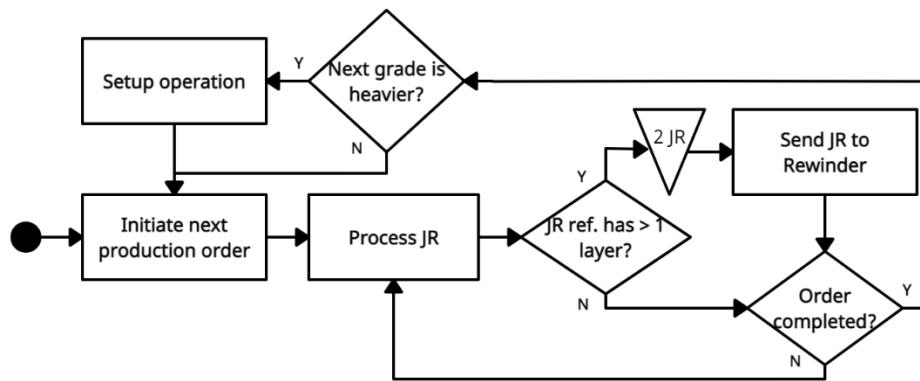 Y
Next grade is
heavier?
Setup operation
N
2 JR
Send JR to
Rewinder
Y
Initiate next
production order
Process JR
JR ref. has > 1
layer?
N
Order
completed?
Y
N